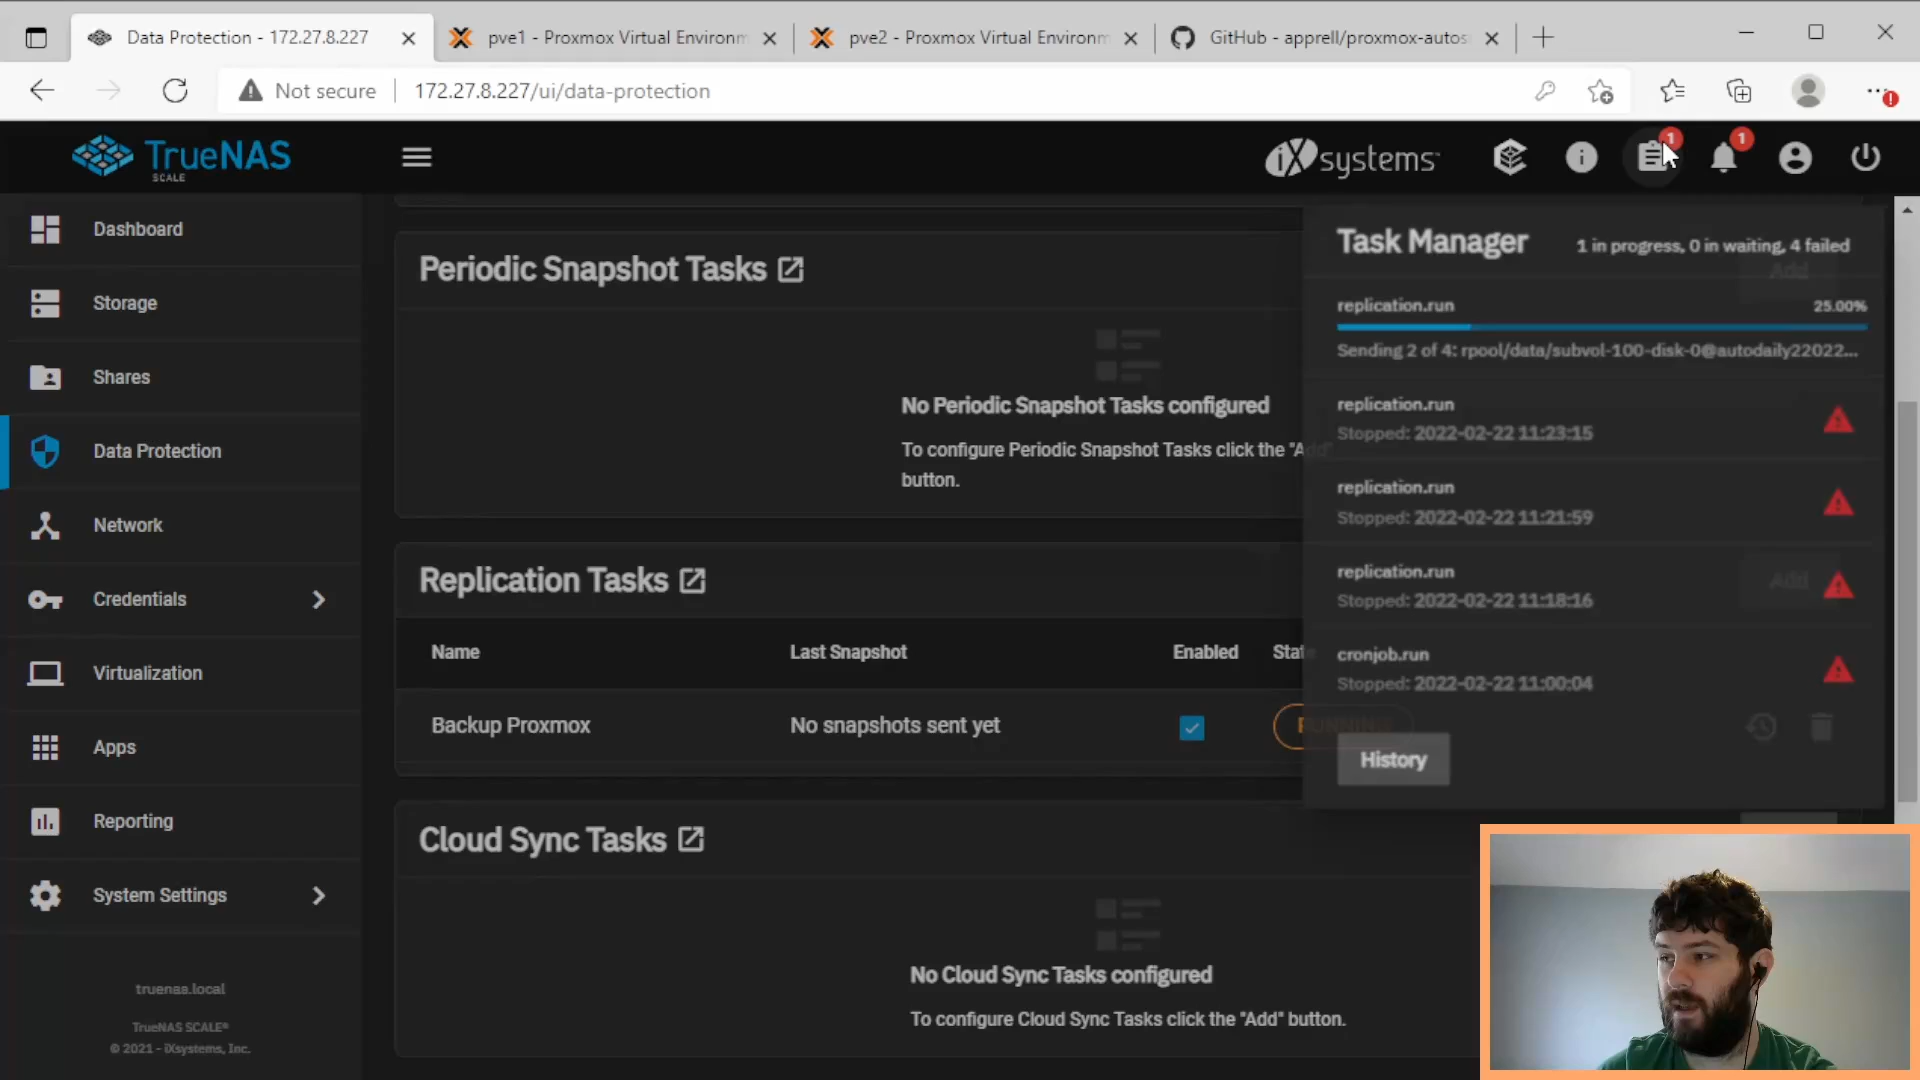 Data Protection - 172.27.8.227
pve1 - Proxmox Virtual Environm
pve2 - Proxmox Virtual Environm
GitHub - apprell/proxmox-autos
Not secure
172.27.8.227/ui/data-protection
TrueNAS
SCALE
iXsystems
1
1
Dashboard
Storage
Shares
Data Protection
Network
Credentials
Virtualization
Apps
Reporting
System Settings
truenas.local
TrueNAS SCALE®
© 2021 - iXsystems, Inc.
Periodic Snapshot Tasks
Add
No Periodic Snapshot Tasks configured
To configure Periodic Snapshot Tasks click the "Add"
button.
Replication Tasks
Add
Name
Last Snapshot
Enabled
Stat
Backup Proxmox
No snapshots sent yet
RUNNING
Cloud Sync Tasks
No Cloud Sync Tasks configured
To configure Cloud Sync Tasks click the "Add" button.
Task Manager
1 in progress, 0 in waiting, 4 failed
replication.run
25.00%
Sending 2 of 4: rpool/data/subvol-100-disk-0@autodaily22022...
replication.run
Stopped: 2022-02-22 11:23:15
replication.run
Stopped: 2022-02-22 11:21:59
replication.run
Stopped: 2022-02-22 11:18:16
cronjob.run
Stopped: 2022-02-22 11:00:04
History